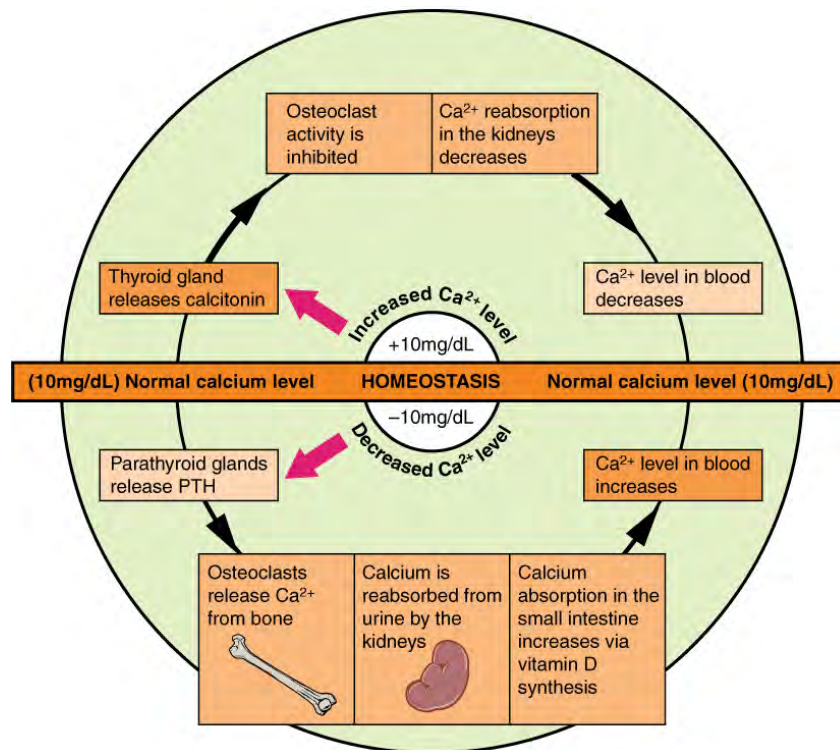 Osteoclast
activity is
inhibited
Ca²⁺ reabsorption
in the kidneys
decreases
Thyroid gland
releases calcitonin
Ca²⁺ level in blood
decreases
Increased Ca²⁺ level
+10mg/dL
(10mg/dL) Normal calcium level
HOMEOSTASIS
Normal calcium level (10mg/dL)
–10mg/dL
Decreased Ca²⁺ level
Parathyroid glands
release PTH
Ca²⁺ level in blood
increases
Osteoclasts
release Ca²⁺
from bone
Calcium is
reabsorbed from
urine by the
kidneys
Calcium
absorption in the
small intestine
increases via
vitamin D
synthesis